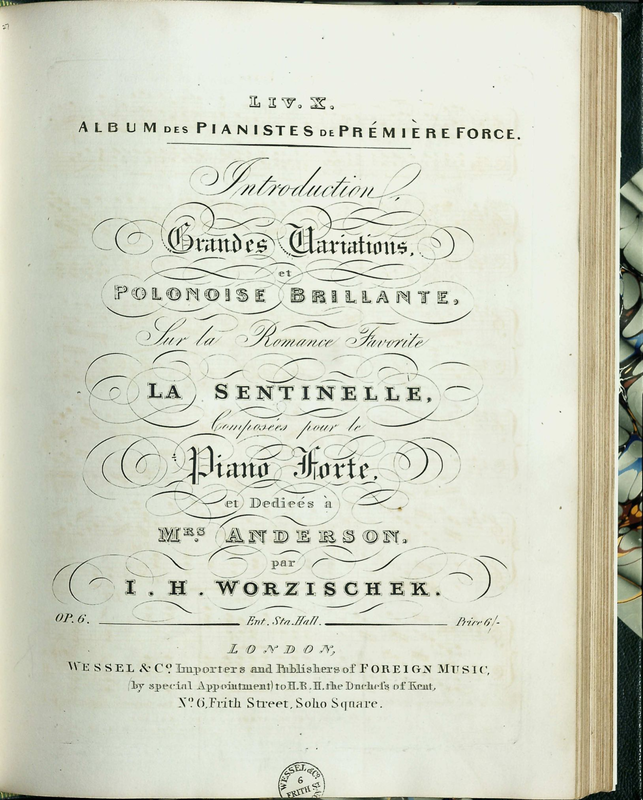 LIV. X.
ALBUM DES PIANISTES DE PRÉMIÈRE FORCE.
Introduction,
Grandes Variations,
et
POLONOISE BRILLANTE,
Sur la Romance Favorite
LA SENTINELLE,
Composées pour le
Piano Forte,
et Dedieés à
MRS. ANDERSON.
par
I. H. WORZISCHEK.
OP. 6. Ent. Sta. Hall. Price 6/-
LONDON,
WESSEL & Co. Importers and Publishers of FOREIGN MUSIC,
(by special Appointment) to H.R.H. the Duchefs of Kent,
No. 6, Frith Street, Soho Square.
WESSEL & Co.
6
FRITH ST.